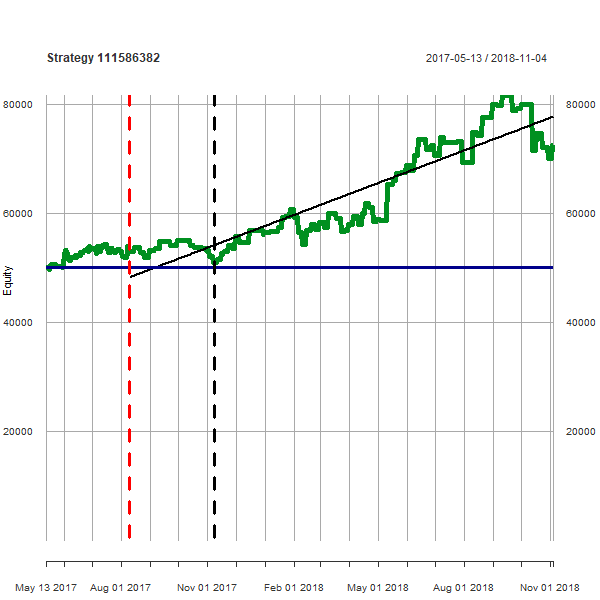 Strategy 111586382
2017-05-13 / 2018-11-04
80000 80000
60000 60000
Equity
40000 40000
20000 20000
May 13 2017 Aug 01 2017 Nov 01 2017 Feb 01 2018 May 01 2018 Aug 01 2018 Nov 01 2018